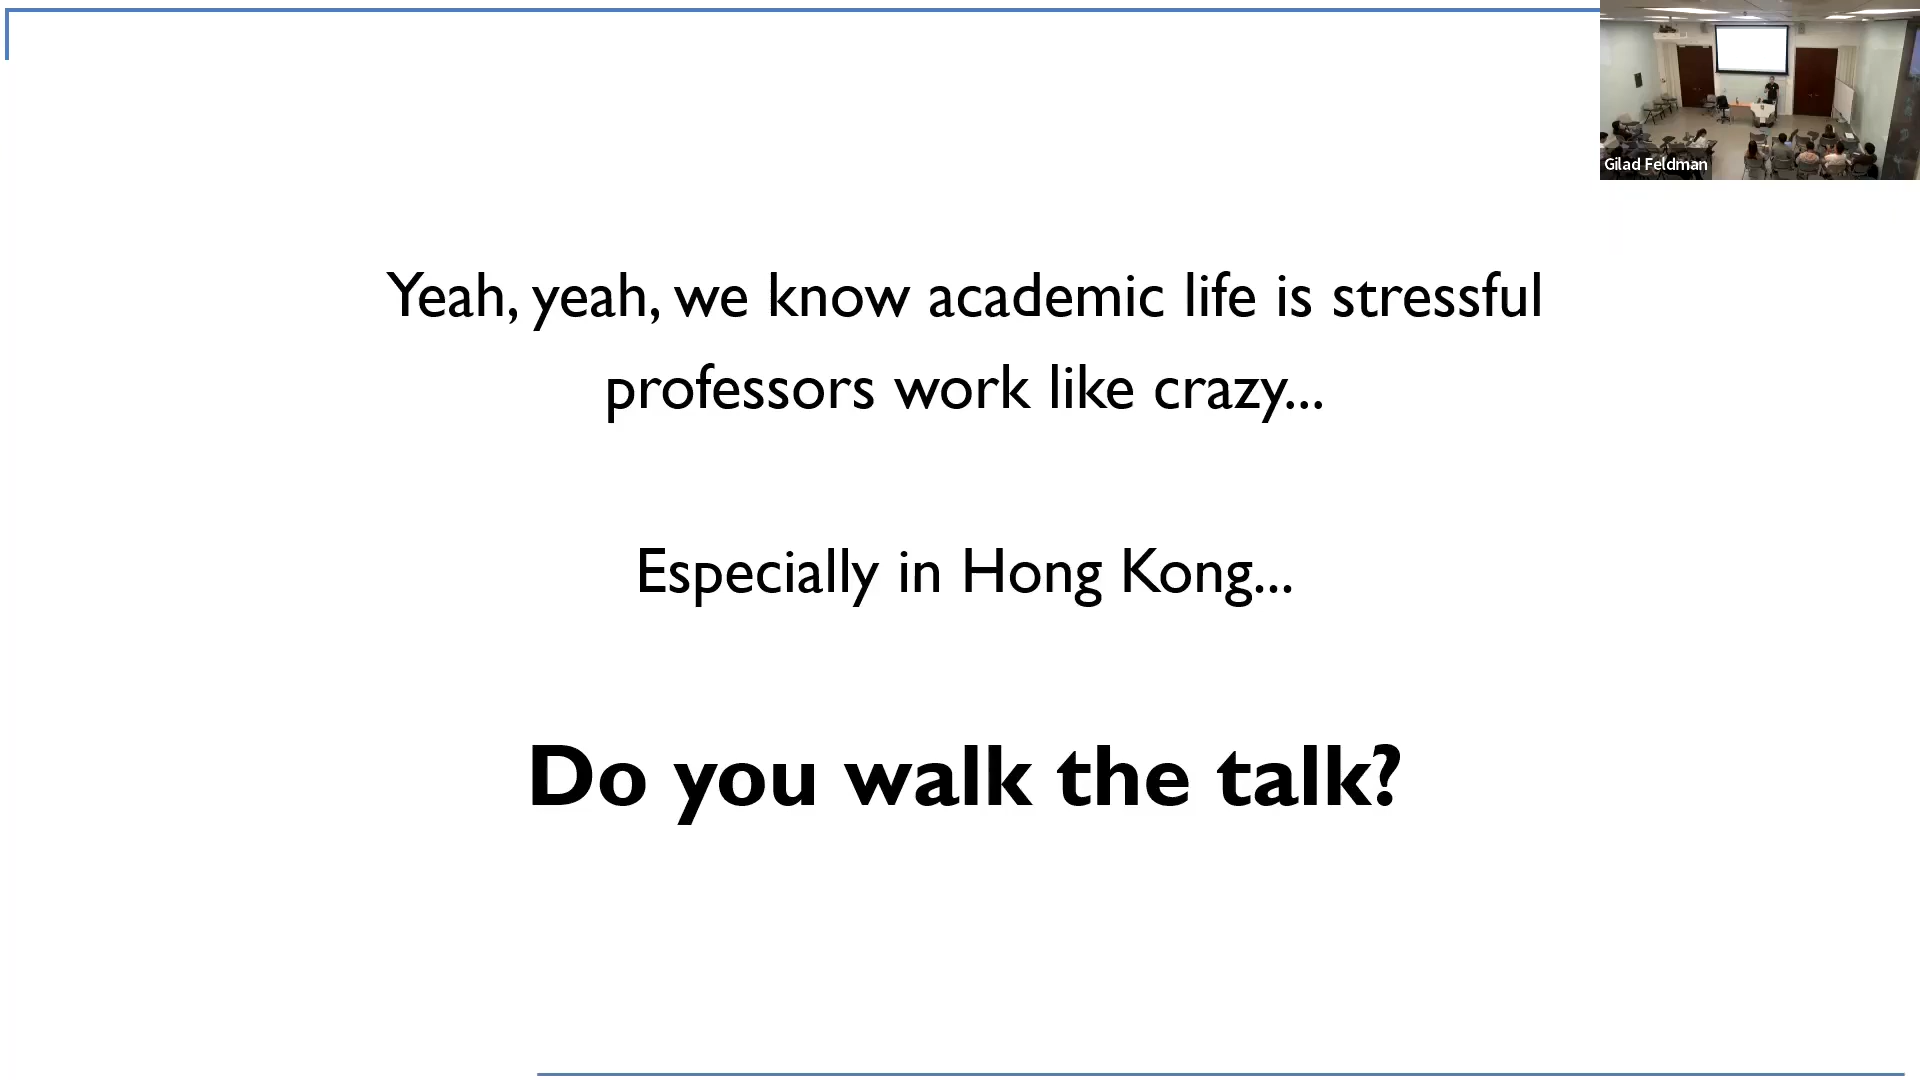 Yeah, yeah, we know academic life is stressful
professors work like crazy...
Especially in Hong Kong...
Do you walk the talk?
Gilad Feldman